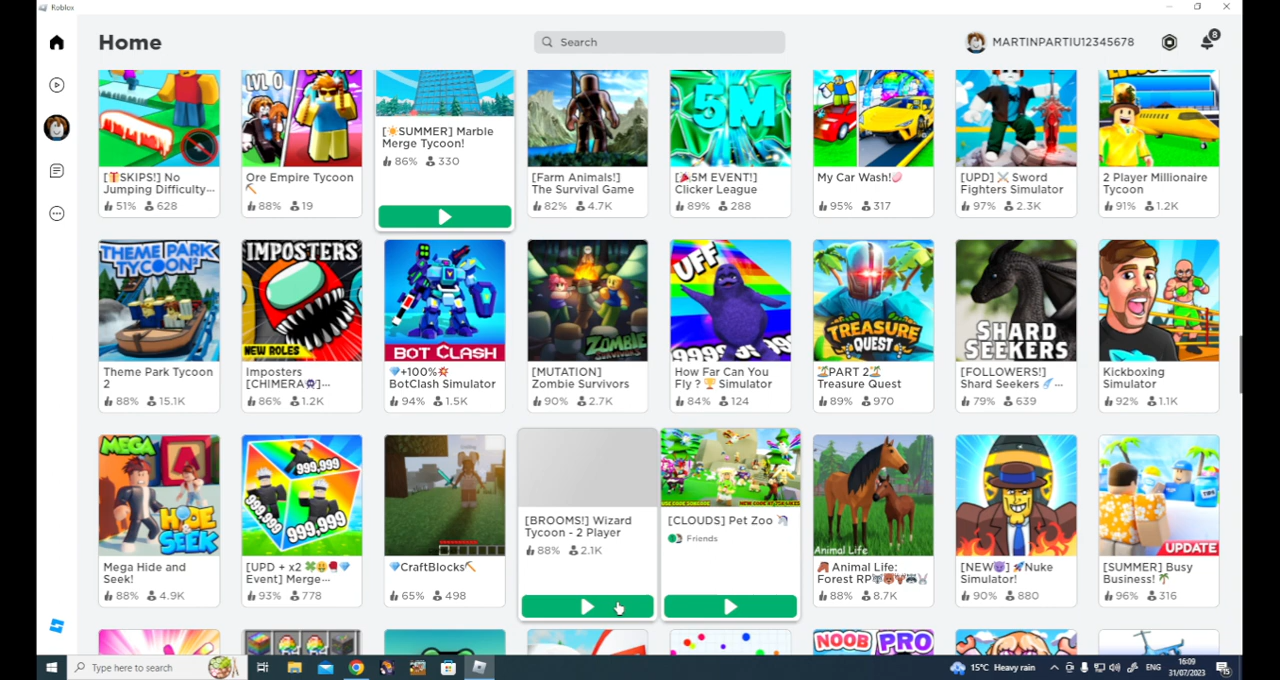 Roblox
Home
Search
MARTINPARTIU12345678
8
LVL 0
5M
[🎁SKIPS!] No
Jumping Difficulty...
51% 628
Ore Empire Tycoon
⛏️
88% 19
[☀️SUMMER] Marble
Merge Tycoon!
86% 330
[Farm Animals!]
The Survival Game
82% 4.7K
[🎉5M EVENT!]
Clicker League
89% 288
My Car Wash!🧼
95% 317
[UPD] ⚔️ Sword
Fighters Simulator
97% 2.3K
2 Player Millionaire
Tycoon
91% 1.2K
THEME PARK
TYCOON2
IMPOSTERS
NEW ROLES
BOT CLASH
ZOMBIE
SURVIVORS
UFF
TREASURE
QUEST
SHARD
SEEKERS
Theme Park Tycoon
2
88% 15.1K
Imposters
[CHIMERA👾]...
86% 1.2K
💎+100%💥
BotClash Simulator
94% 1.5K
[MUTATION]
Zombie Survivors
90% 2.7K
How Far Can You
Fly ? 🏆 Simulator
84% 124
🏝️PART 2🏝️
Treasure Quest
89% 970
[FOLLOWERS!]
Shard Seekers ☄️...
79% 639
Kickboxing
Simulator
92% 1.1K
MEGA
HIDE
&
SEEK
999,999
999,999
999,999
Animal Life
UPDATE
Mega Hide and
Seek!
88% 4.9K
[UPD + x2 🍀😀🥊💎
Event] Merge...
93% 778
💎CraftBlocks⛏️
65% 498
[BROOMS!] Wizard
Tycoon - 2 Player
88% 2.1K
[CLOUDS] Pet Zoo 🦄
Friends
🐴Animal Life:
Forest RP🐺🦊🦌🦝🐰
88% 8.7K
[NEW😈] 🚀Nuke
Simulator!
90% 880
[SUMMER] Busy
Business! 🌴
96% 316
NOOB PRO
Type here to search
15°C Heavy rain
ENG
16:09
31/07/2023
15